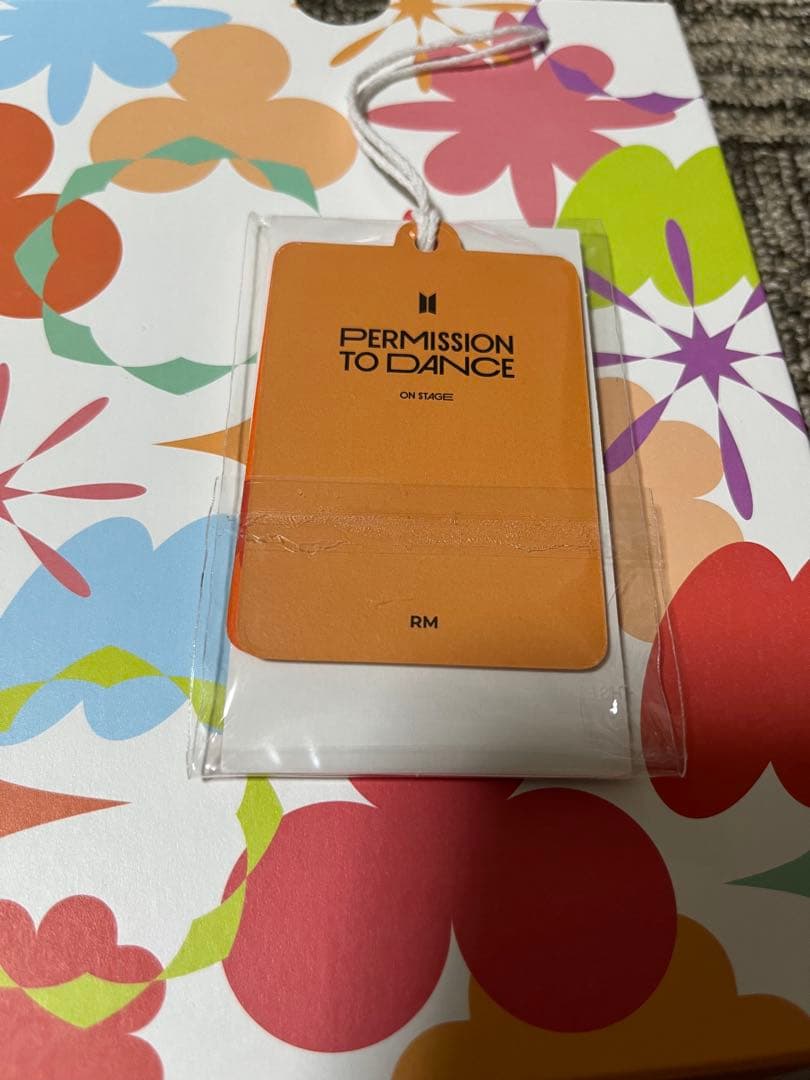 PERMISSION
TO DANCE
ON STAGE
RM